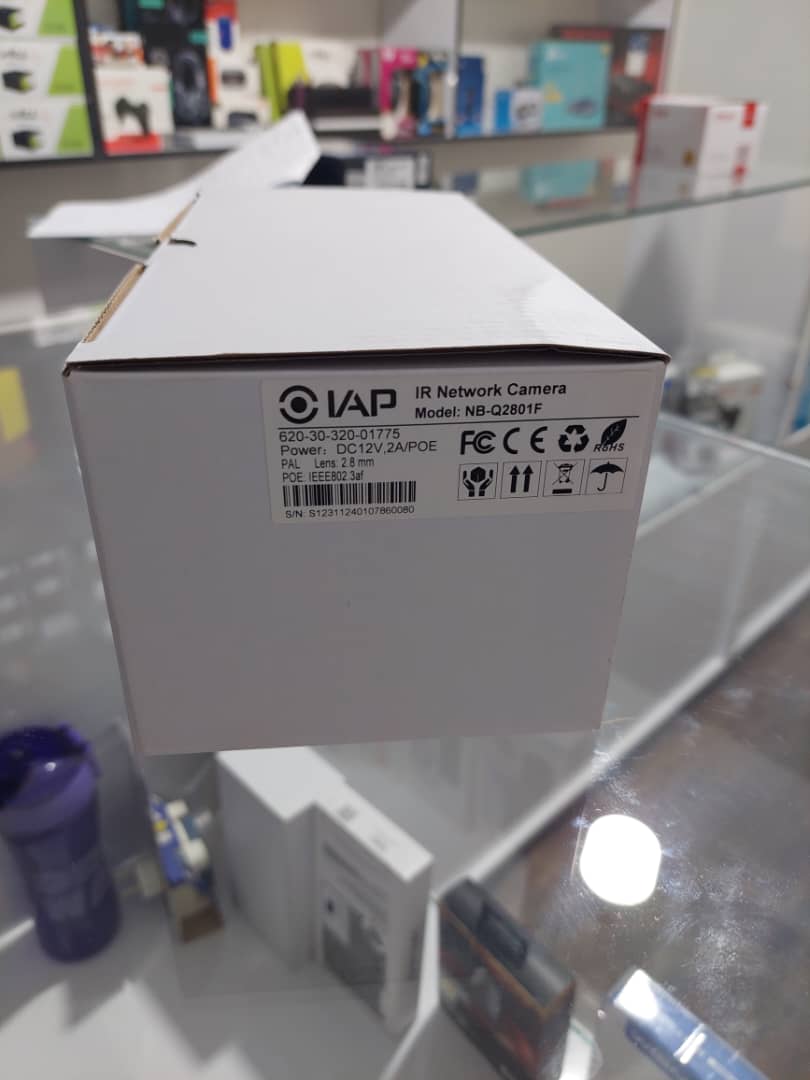 IAP
IR Network Camera
Model: NB-Q2801F
620-30-320-01775
Power: DC12V,2A/POE
PAL Lens: 2.8 mm
POE: IEEE802.3af
S/N: S12311240107860080
FC CE RoHS